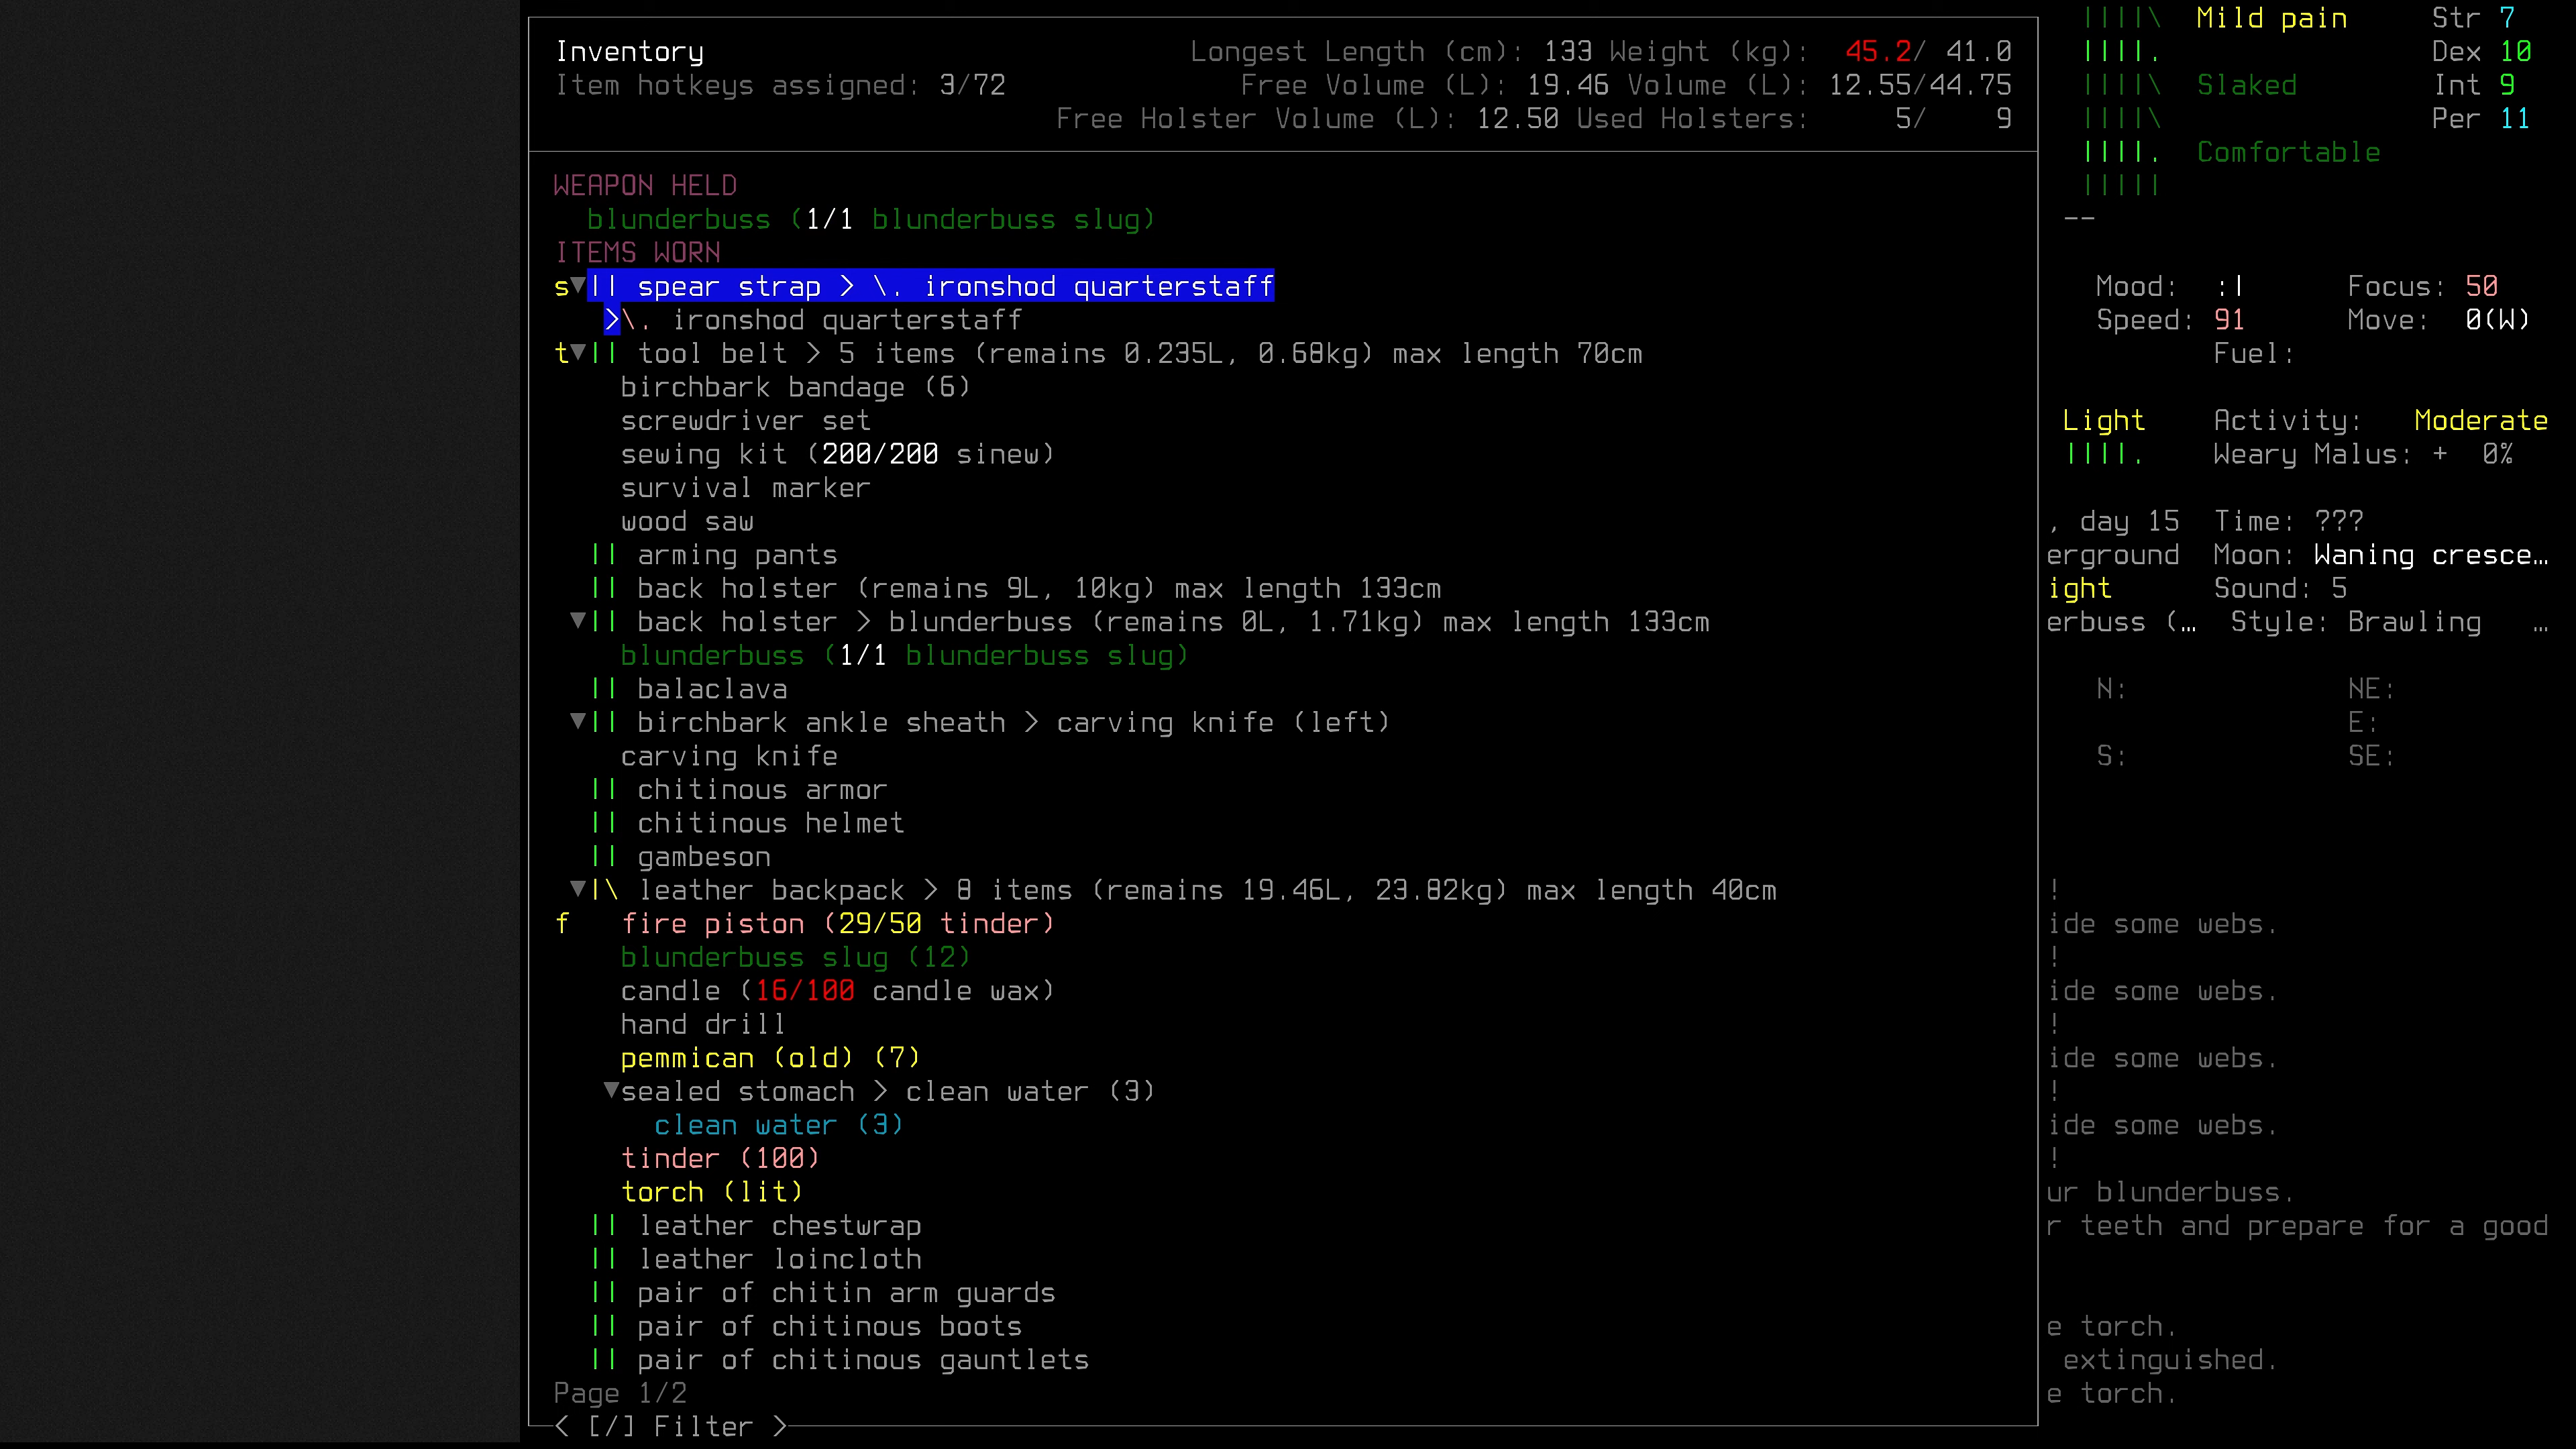 Inventory Longest Length (cm): 133 Weight (kg): 45.2/ 41.0
Item hotkeys assigned: 3/72 Free Volume (L): 19.46 Volume (L): 12.55/44.75
Free Holster Volume (L): 12.50 Used Holsters: 5/ 9
WEAPON HELD
blunderbuss (1/1 blunderbuss slug)
ITEMS WORN
s▼|| spear strap > \. ironshod quarterstaff
>\. ironshod quarterstaff
t▼|| tool belt > 5 items (remains 0.235L, 0.68kg) max length 70cm
birchbark bandage (6)
screwdriver set
sewing kit (200/200 sinew)
survival marker
wood saw
|| arming pants
|| back holster (remains 9L, 10kg) max length 133cm
▼|| back holster > blunderbuss (remains 0L, 1.71kg) max length 133cm
blunderbuss (1/1 blunderbuss slug)
|| balaclava
▼|| birchbark ankle sheath > carving knife (left)
carving knife
|| chitinous armor
|| chitinous helmet
|| gambeson
▼|\ leather backpack > 8 items (remains 19.46L, 23.82kg) max length 40cm
f fire piston (29/50 tinder)
blunderbuss slug (12)
candle (16/100 candle wax)
hand drill
pemmican (old) (7)
▼sealed stomach > clean water (3)
clean water (3)
tinder (100)
torch (lit)
|| leather chestwrap
|| leather loincloth
|| pair of chitin arm guards
|| pair of chitinous boots
|| pair of chitinous gauntlets
Page 1/2
< [/] Filter >
||||\ Mild pain Str 7
||||. Dex 10
||||\ Slaked Int 9
||||\ Per 11
||||. Comfortable
|||||
--
Mood: :| Focus: 50
Speed: 91 Move: 0(W)
Fuel:
Light Activity: Moderate
||||. Weary Malus: + 0%
, day 15 Time: ???
erground Moon: Waning cresce…
ight Sound: 5
erbuss (… Style: Brawling …
N: NE:
E:
S: SE:
!
ide some webs.
!
ide some webs.
!
ide some webs.
!
ide some webs.
!
ur blunderbuss.
r teeth and prepare for a good
e torch.
extinguished.
e torch.